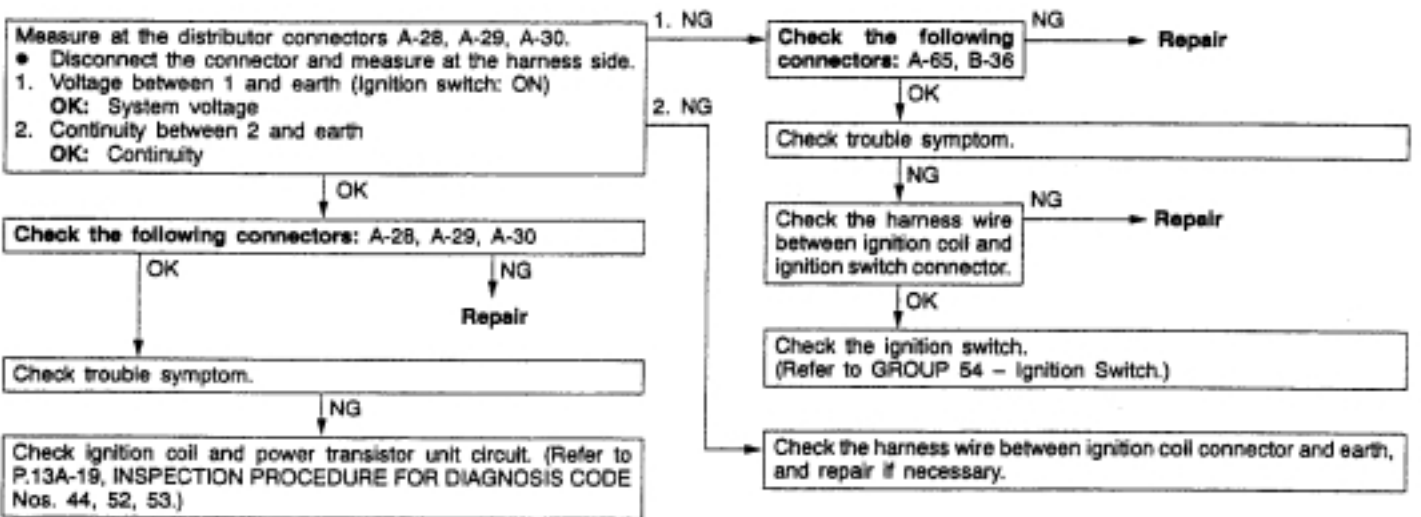 Measure at the distributor connectors A-28, A-29, A-30.
● Disconnect the connector and measure at the harness side.
1. Voltage between 1 and earth (Ignition switch: ON)
OK: System voltage
2. Continuity between 2 and earth
OK: Continuity
OK
Check the following connectors: A-28, A-29, A-30
OK
NG
Repair
Check trouble symptom.
NG
Check ignition coil and power transistor unit circuit. (Refer to
P.13A-19, INSPECTION PROCEDURE FOR DIAGNOSIS CODE
Nos. 44, 52, 53.)
1. NG
2. NG
Check the following
connectors: A-65, B-36
NG
Repair
OK
Check trouble symptom.
NG
Check the harness wire
between ignition coil and
ignition switch connector.
NG
Repair
OK
Check the ignition switch.
(Refer to GROUP 54 – Ignition Switch.)
Check the harness wire between ignition coil connector and earth,
and repair if necessary.